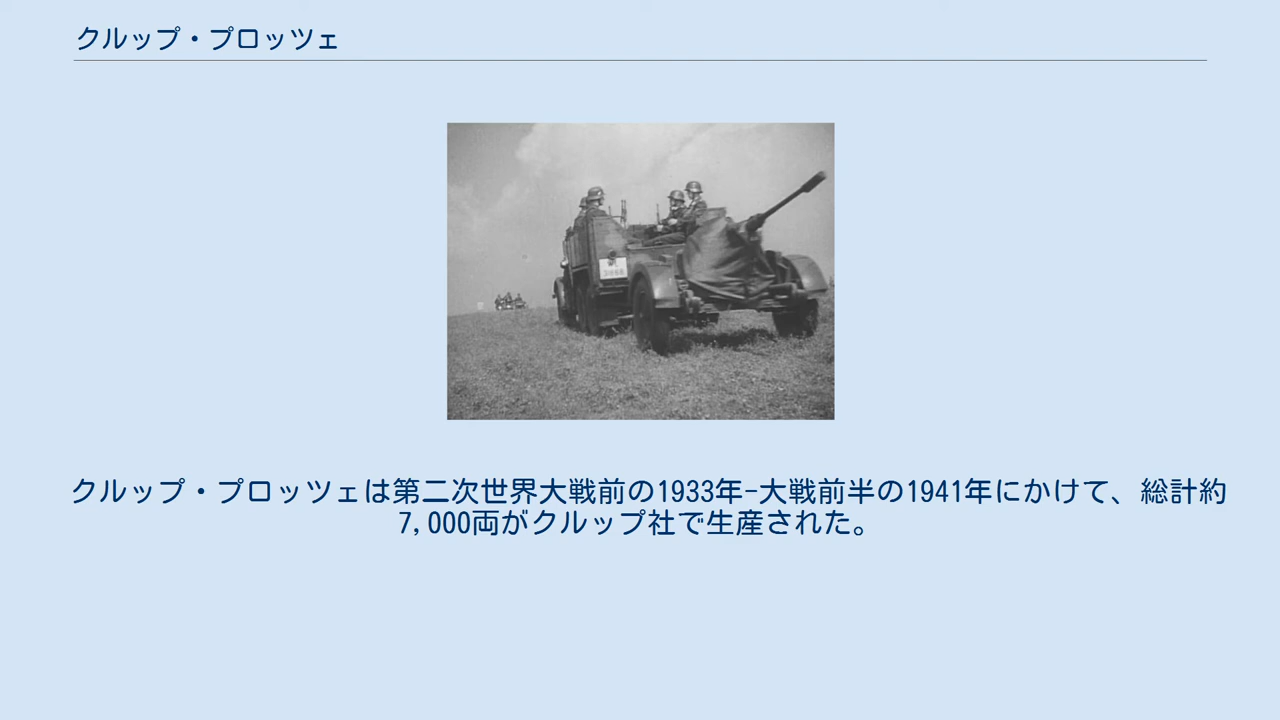 クルップ・プロッツェ
クルップ・プロッツェは第二次世界大戦前の1933年-大戦前半の1941年にかけて、総計約
7,000両がクルップ社で生産された。